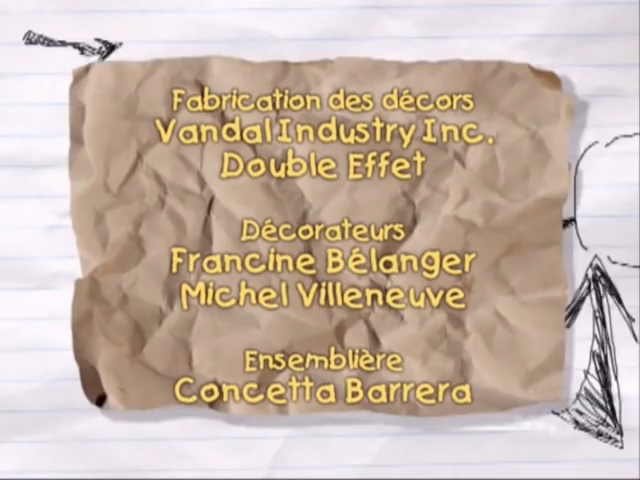 Fabrication des décors
Vandal Industry Inc.
Double Effet
Décorateurs
Francine Bélanger
Michel Villeneuve
Ensemblière
Concetta Barrera